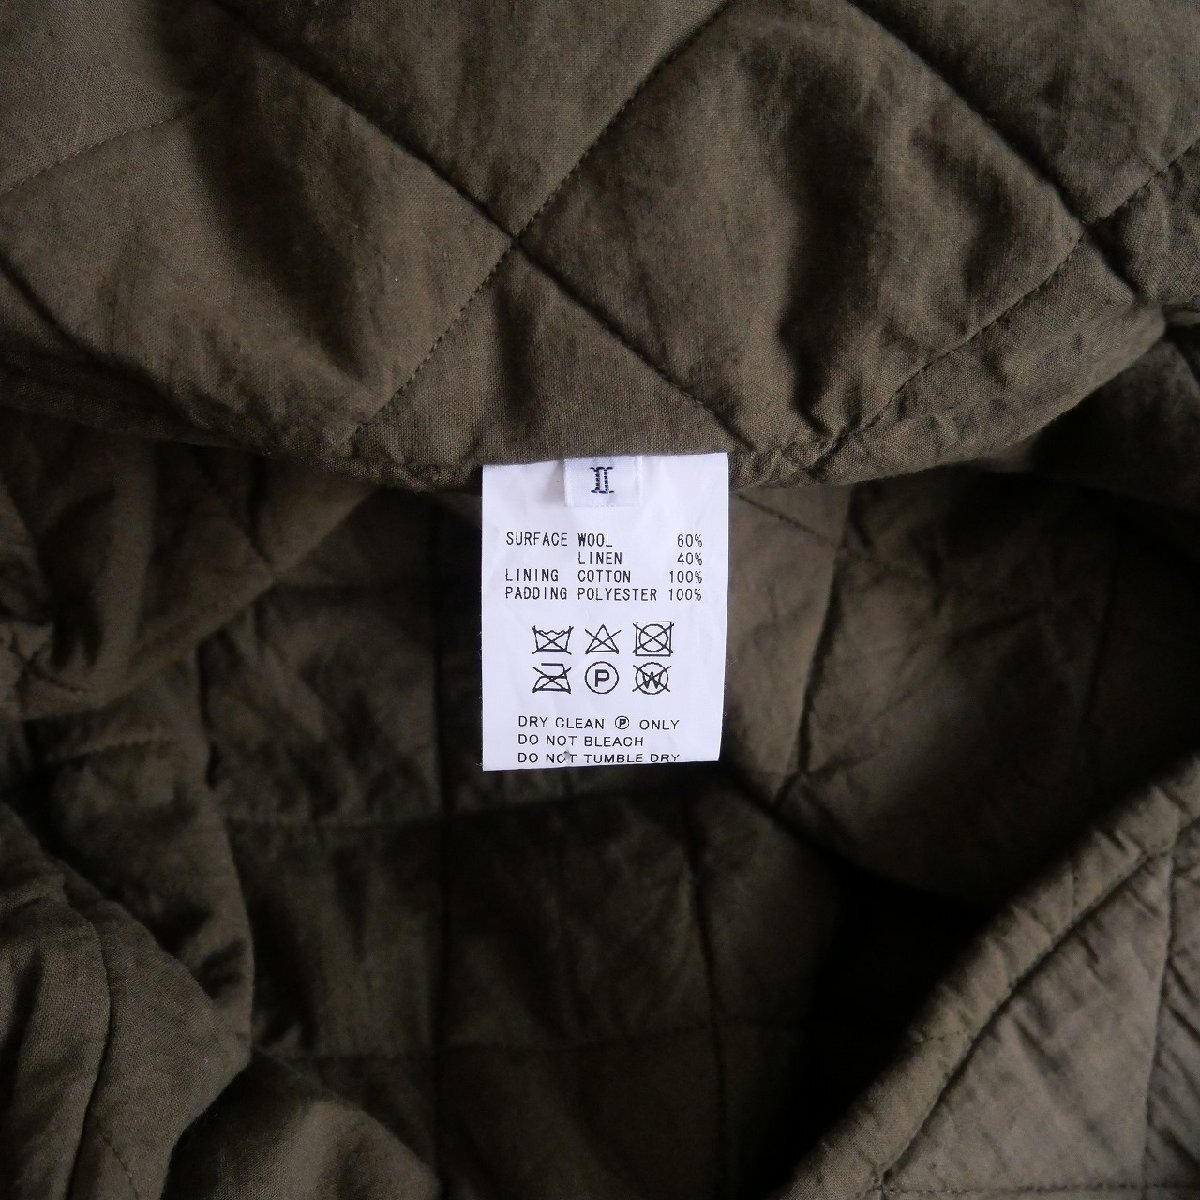 II
SURFACE WOOL 60%
LINEN 40%
LINING COTTON 100%
PADDING POLYESTER 100%
P W
DRY CLEAN Ⓟ ONLY
DO NOT BLEACH
DO NOT TUMBLE DRY